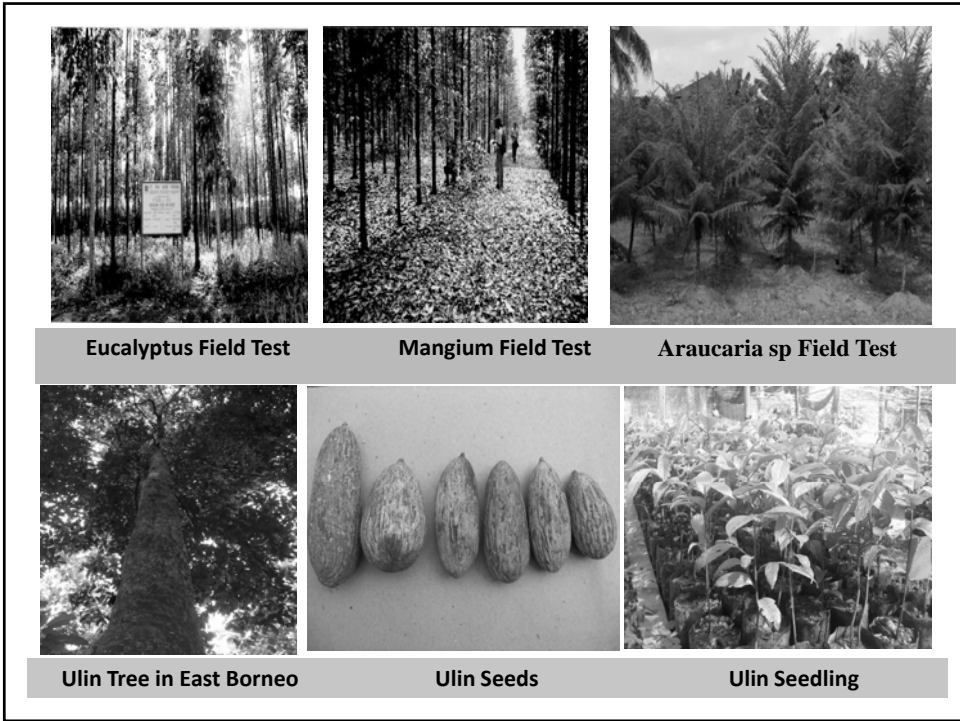 Eucalyptus Field Test
Mangium Field Test
Araucaria sp Field Test
Ulin Tree in East Borneo
Ulin Seeds
Ulin Seedling